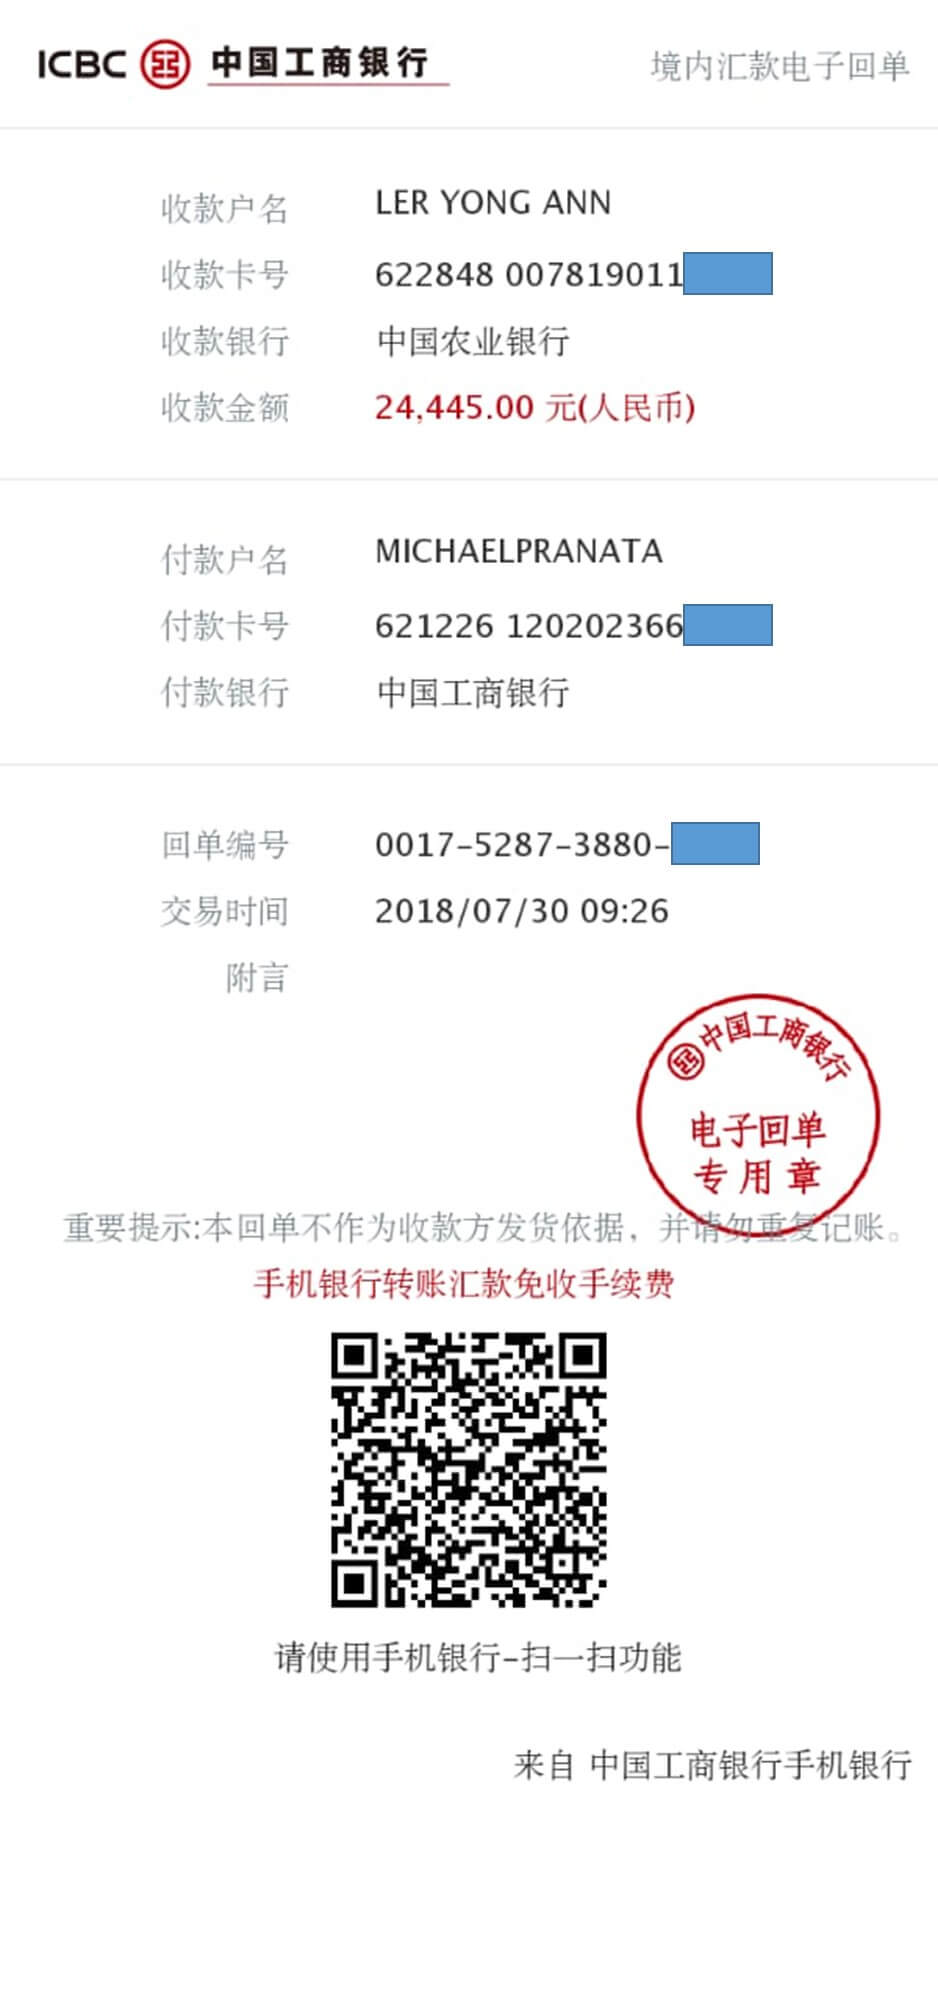 ICBC 中国工商银行 境内汇款电子回单
收款户名 LER YONG ANN
收款卡号 622848 007819011
收款银行 中国农业银行
收款金额 24,445.00 元(人民币)
付款户名 MICHAELPRANATA
付款卡号 621226 120202366
付款银行 中国工商银行
回单编号 0017-5287-3880-
交易时间 2018/07/30 09:26
附言
中国工商银行
电子回单
专用章
重要提示:本回单不作为收款方发货依据，并请勿重复记账。
手机银行转账汇款免收手续费
请使用手机银行-扫一扫功能
来自 中国工商银行手机银行